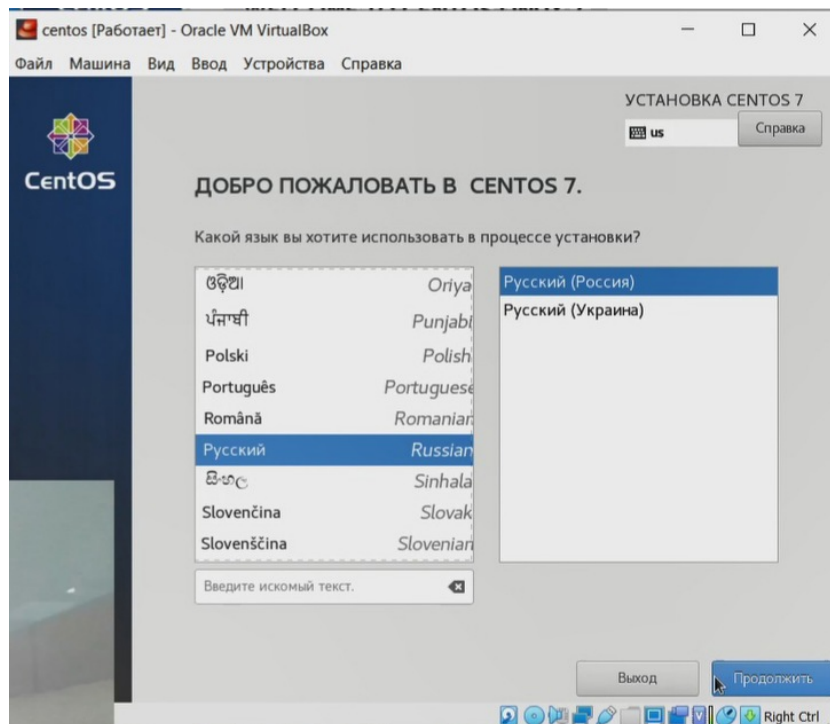 centos [Работает] - Oracle VM VirtualBox
Файл Машина Вид Ввод Устройства Справка
УСТАНОВКА CENTOS 7
us
Справка
CentOS
ДОБРО ПОЖАЛОВАТЬ В CENTOS 7.
Какой язык вы хотите использовать в процессе установки?
ଓଡ଼ିଆ Oriya
ਪੰਜਾਬੀ Punjabi
Polski Polish
Português Portuguese
Română Romanian
Русский Russian
සිංහල Sinhala
Slovenčina Slovak
Slovenščina Slovenian
Русский (Россия)
Русский (Украина)
Введите искомый текст.
Выход
Продолжить
Right Ctrl